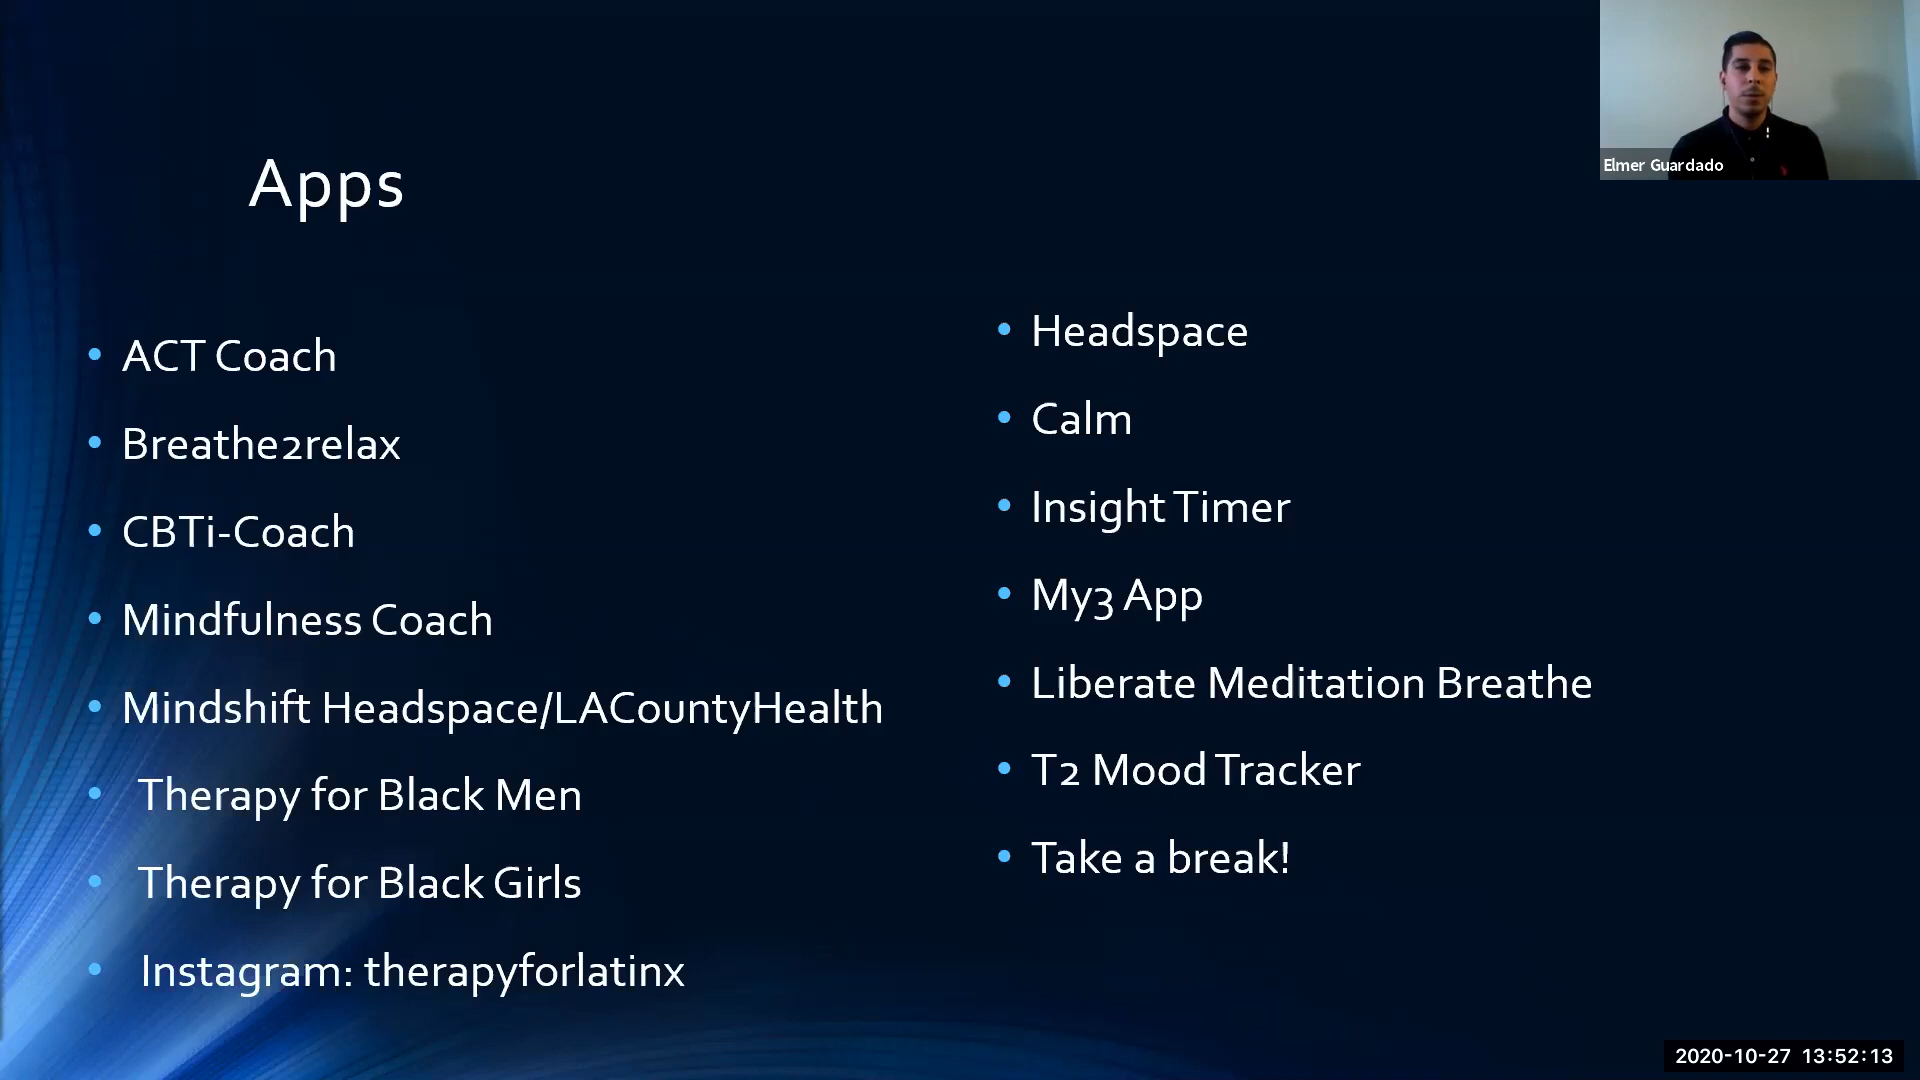 Apps
• ACT Coach
• Breathe2relax
• CBTi-Coach
• Mindfulness Coach
• Mindshift Headspace/LACountyHealth
• Therapy for Black Men
• Therapy for Black Girls
• Instagram: therapyforlatinx
• Headspace
• Calm
• Insight Timer
• My3 App
• Liberate Meditation Breathe
• T2 Mood Tracker
• Take a break!
Elmer Guardado
2020-10-27 13:52:13